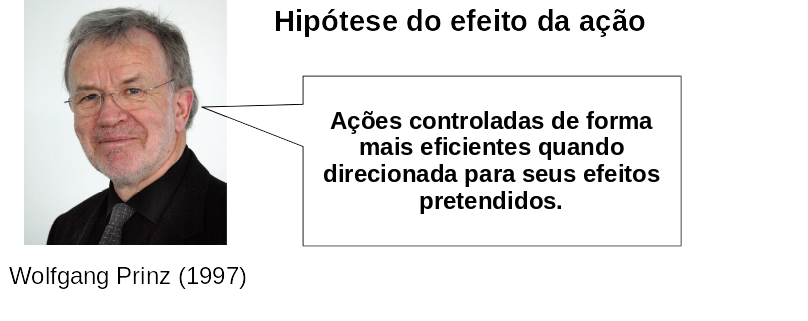 Hipótese do efeito da ação
Ações controladas de forma
mais eficientes quando
direcionada para seus efeitos
pretendidos.
Wolfgang Prinz (1997)